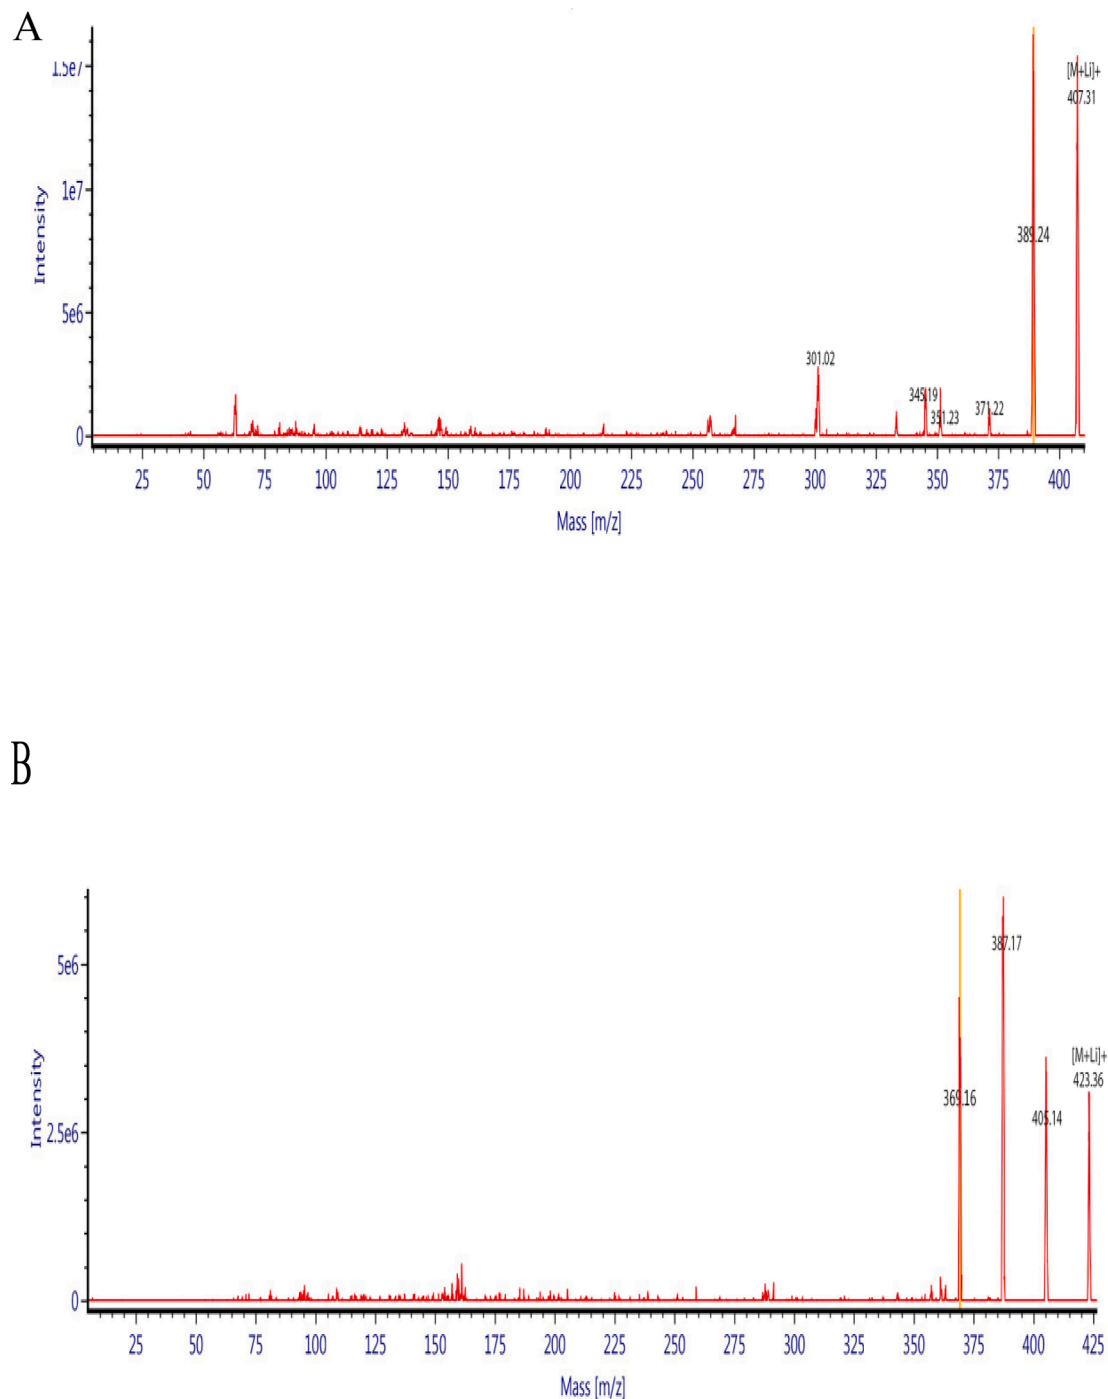 A
1.5e7
1e7
5e6
0
Intensity
[M+Li]+
407.31
389.24
301.02
345.19
351.23
371.22
25 50 75 100 125 150 175 200 225 250 275 300 325 350 375 400
Mass [m/z]
B
5e6
2.5e6
0
Intensity
387.17
[M+Li]+
423.36
369.16
405.14
25 50 75 100 125 150 175 200 225 250 275 300 325 350 375 400 425
Mass [m/z]